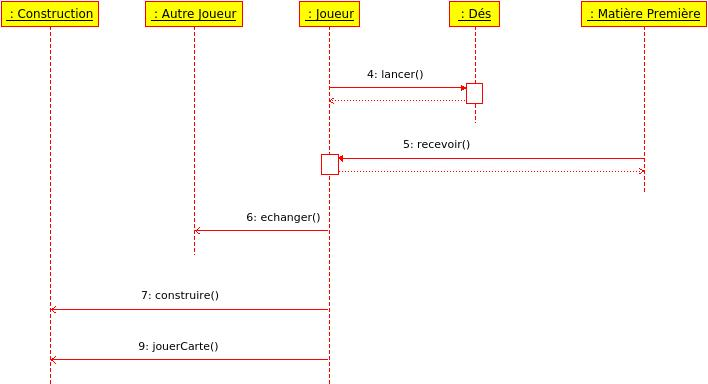 : Construction
: Autre Joueur
: Joueur
: Dés
: Matière Première
4: lancer()
5: recevoir()
6: echanger()
7: construire()
9: jouerCarte()